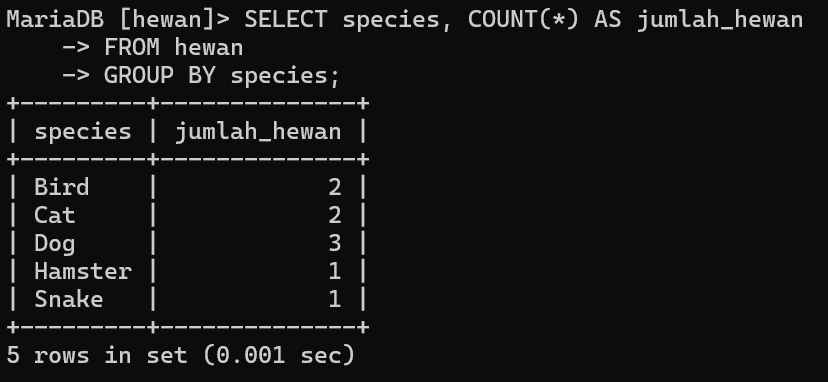 MariaDB [hewan]> SELECT species, COUNT(*) AS jumlah_hewan
    -> FROM hewan
    -> GROUP BY species;
+---------+--------------+
| species | jumlah_hewan |
+---------+--------------+
| Bird    |            2 |
| Cat     |            2 |
| Dog     |            3 |
| Hamster |            1 |
| Snake   |            1 |
+---------+--------------+
5 rows in set (0.001 sec)